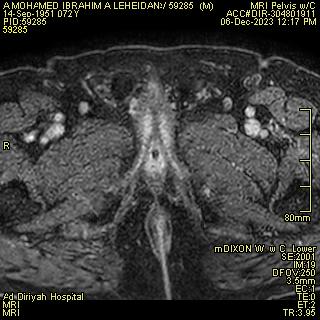 A MOHAMED IBRAHIM A LEHEIDAN:/ 59285 (M)
14-Sep-1951 072Y
PID:59285
59285
MRI Pelvis w/C
ACC#DIR-304801911
06-Dec-2023 12:17 PM
R
80mm
mDIXON W w C Lower
SE:2001
IM:19
DFOV:250
3.5mm
EC:1
TE:0
ET:2
TR:3.95
Ad Diriyah Hospital
MRI
MRI